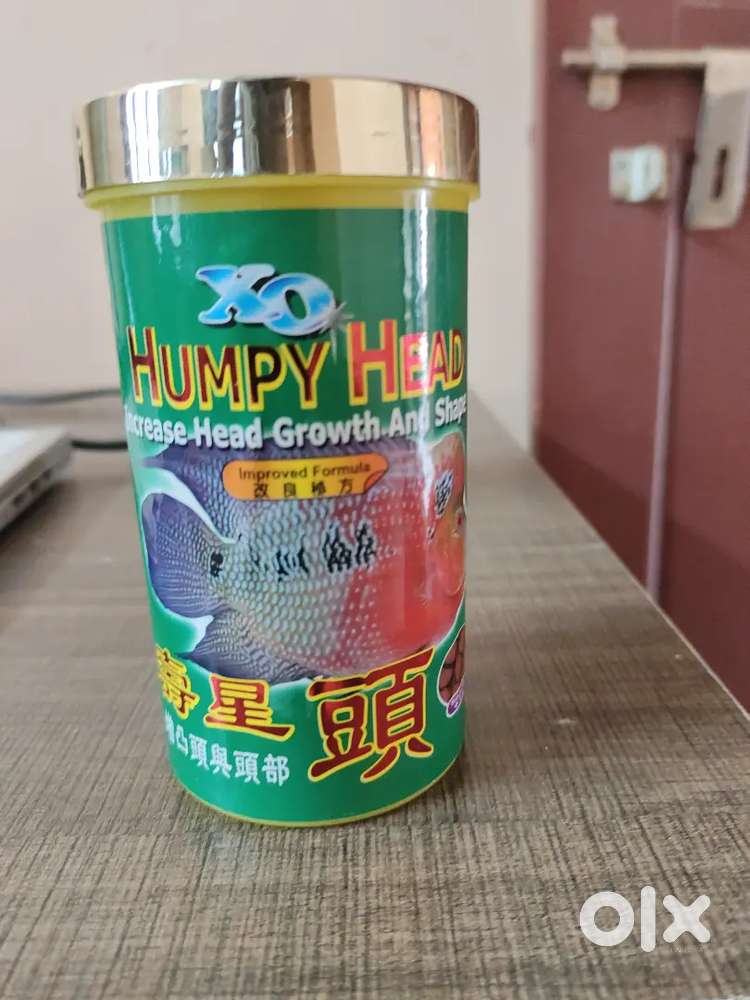 XO
HUMPY HEAD
Increase Head Growth And Shape
Improved Formula
改良秘方
壽星頭
凸頭與頭部
olx